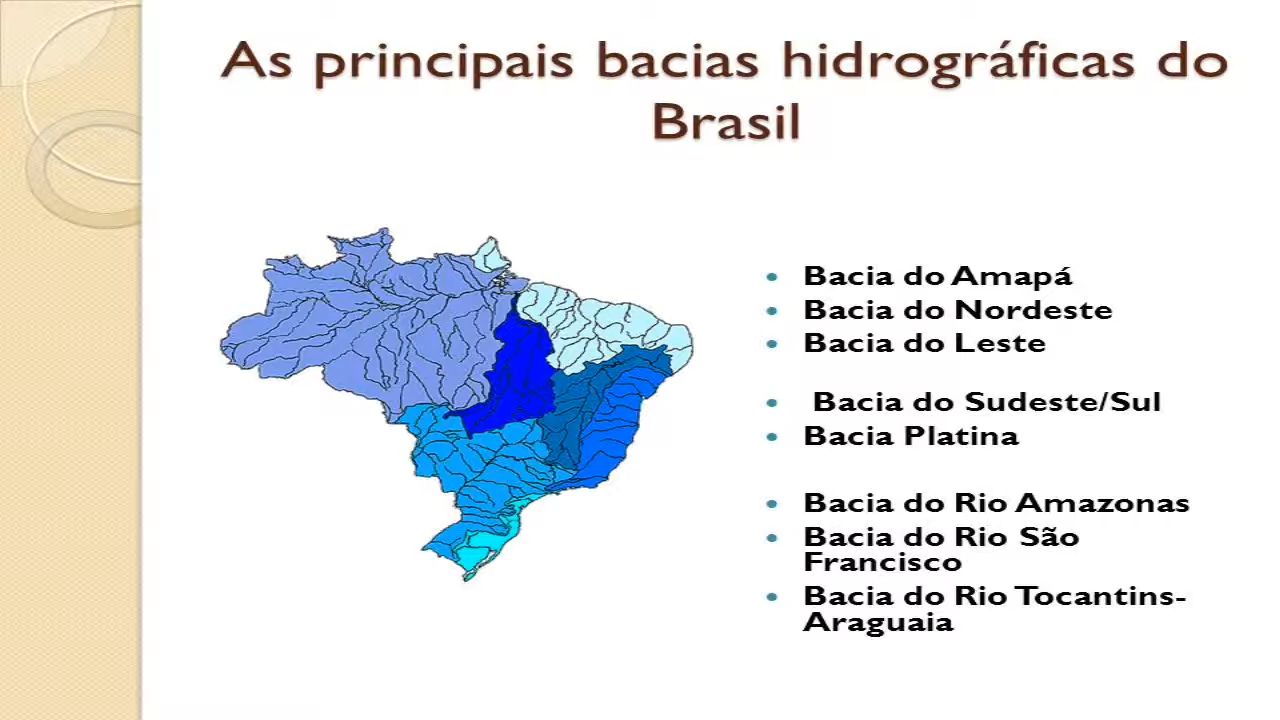 As principais bacias hidrográficas do
Brasil
Bacia do Amapá
Bacia do Nordeste
Bacia do Leste
Bacia do Sudeste/Sul
Bacia Platina
Bacia do Rio Amazonas
Bacia do Rio São
Francisco
Bacia do Rio Tocantins-
Araguaia